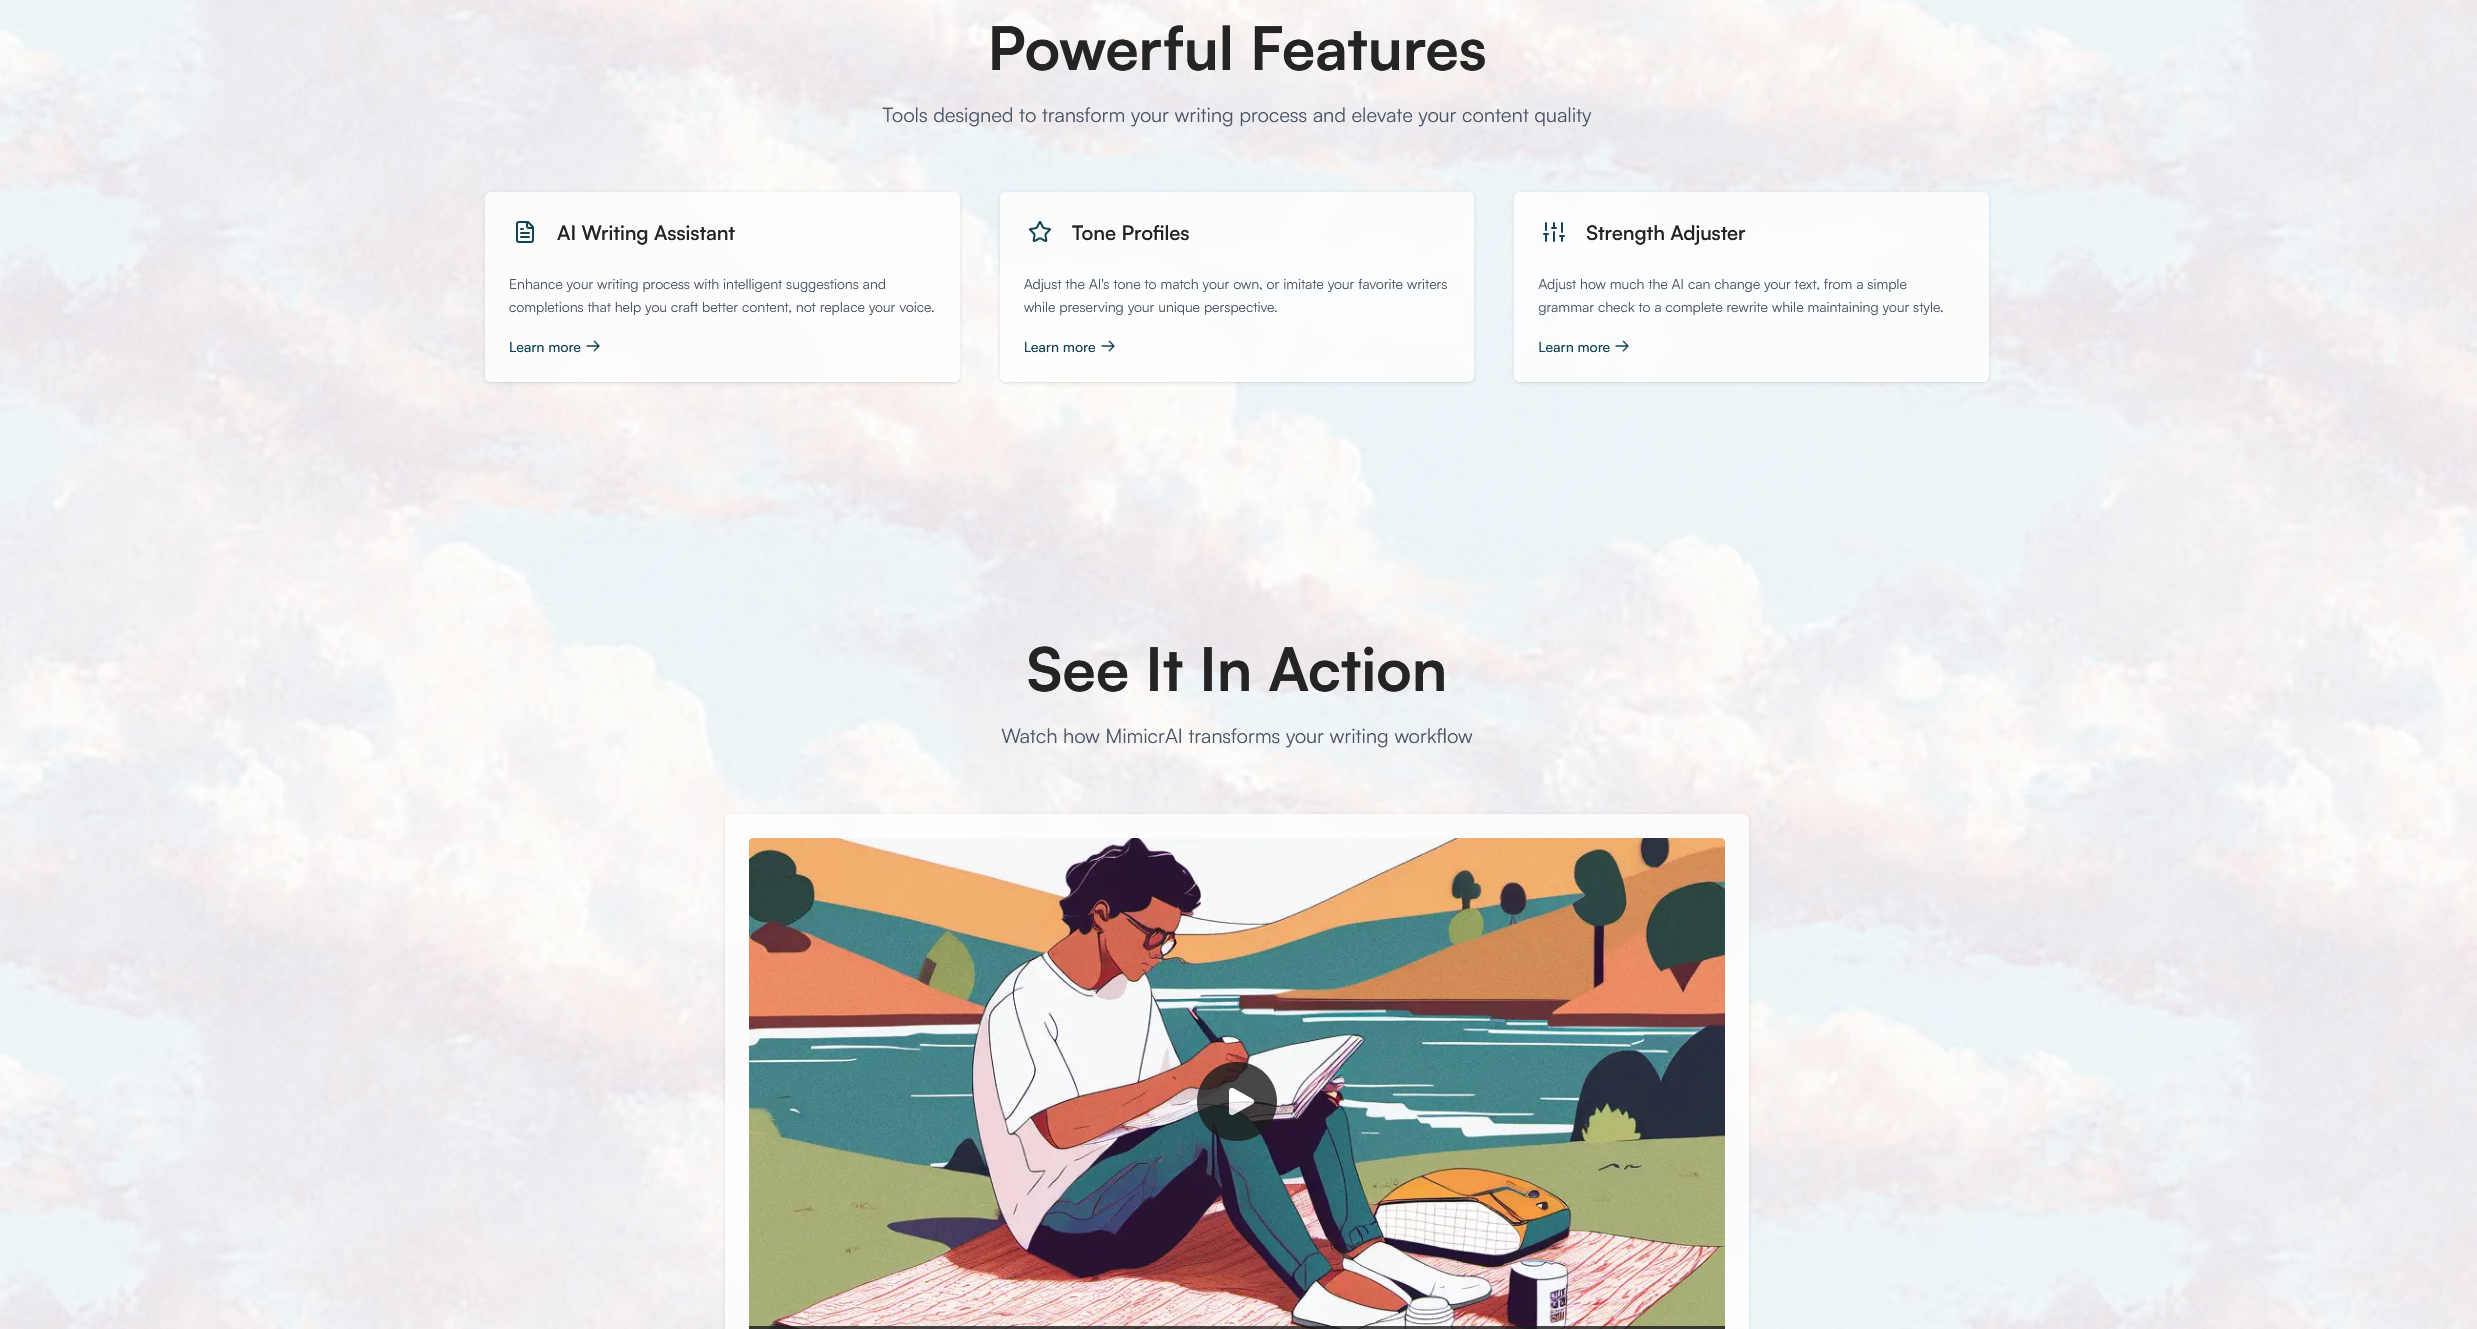 Powerful Features
Tools designed to transform your writing process and elevate your content quality
AI Writing Assistant
Enhance your writing process with intelligent suggestions and
completions that help you craft better content, not replace your voice.
Learn more →
Tone Profiles
Adjust the AI's tone to match your own, or imitate your favorite writers
while preserving your unique perspective.
Learn more →
Strength Adjuster
Adjust how much the AI can change your text, from a simple
grammar check to a complete rewrite while maintaining your style.
Learn more →
See It In Action
Watch how MimicrAI transforms your writing workflow